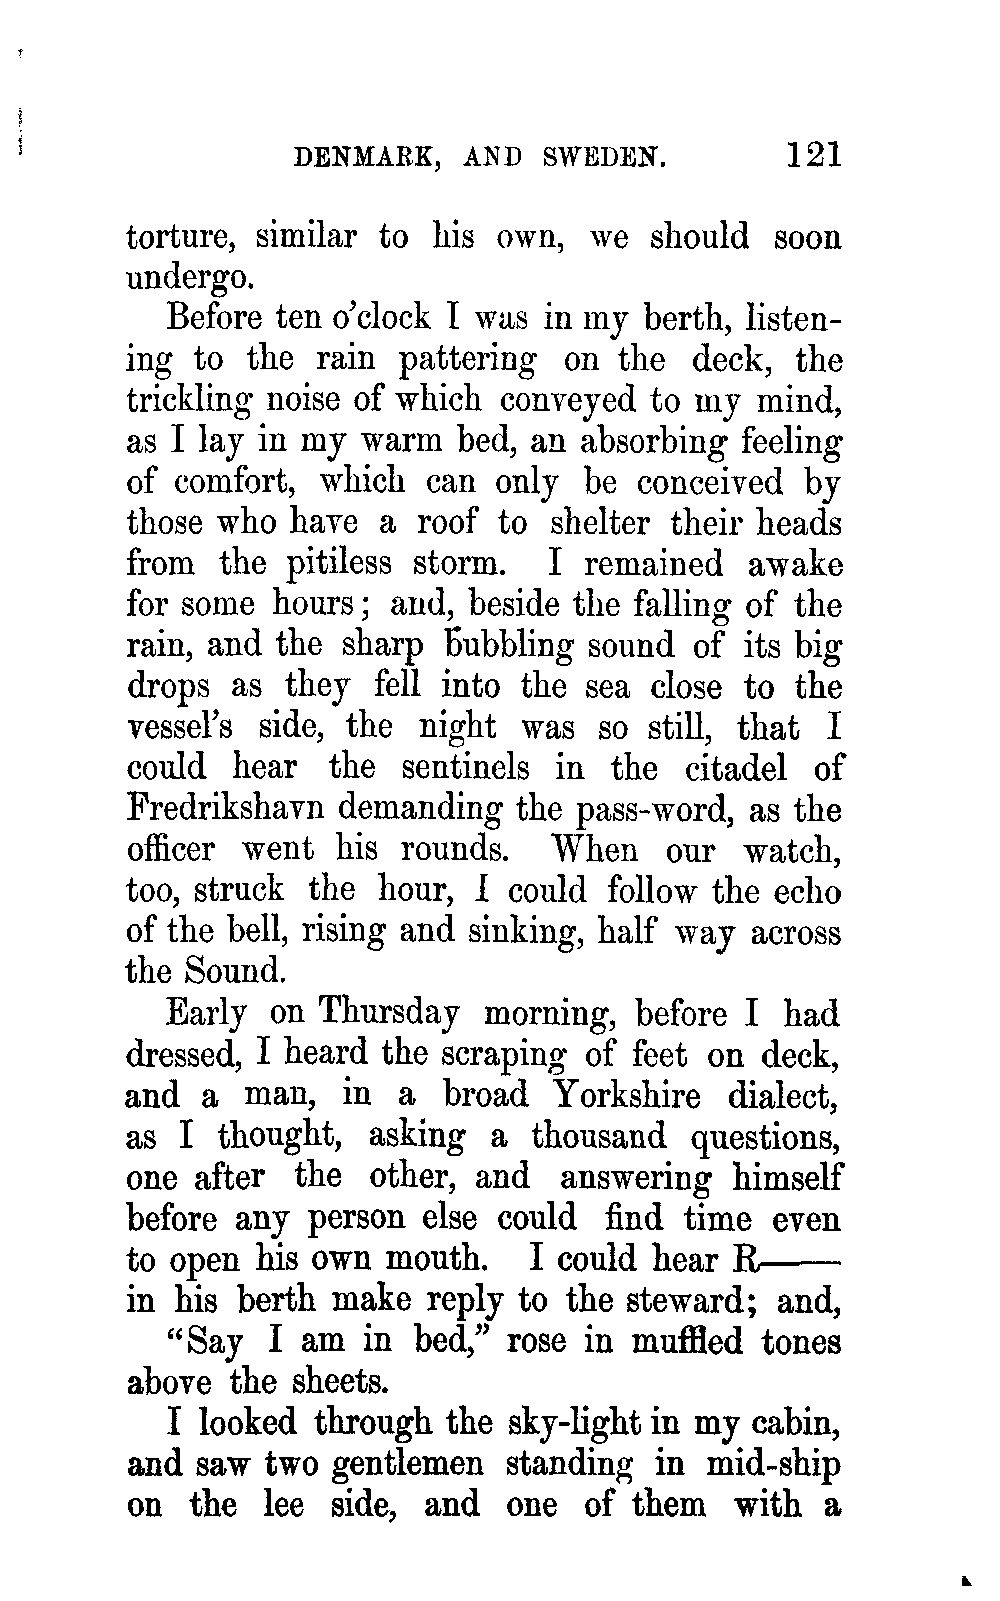 DENMARK, AND SWEDEN. 121
torture, similar to his own, we should soon
undergo.
Before ten o'clock I was in my berth, listen-
ing to the rain pattering on the deck, the
trickling noise of which conveyed to my mind,
as I lay in my warm bed, an absorbing feeling
of comfort, which can only be conceived by
those who have a roof to shelter their heads
from the pitiless storm. I remained awake
for some hours; and, beside the falling of the
rain, and the sharp bubbling sound of its big
drops as they fell into the sea close to the
vessel's side, the night was so still, that I
could hear the sentinels in the citadel of
Fredrikshavn demanding the pass-word, as the
officer went his rounds. When our watch,
too, struck the hour, I could follow the echo
of the bell, rising and sinking, half way across
the Sound.
Early on Thursday morning, before I had
dressed, I heard the scraping of feet on deck,
and a man, in a broad Yorkshire dialect,
as I thought, asking a thousand questions,
one after the other, and answering himself
before any person else could find time even
to open his own mouth. I could hear R——
in his berth make reply to the steward; and,
"Say I am in bed," rose in muffled tones
above the sheets.
I looked through the sky-light in my cabin,
and saw two gentlemen standing in mid-ship
on the lee side, and one of them with a